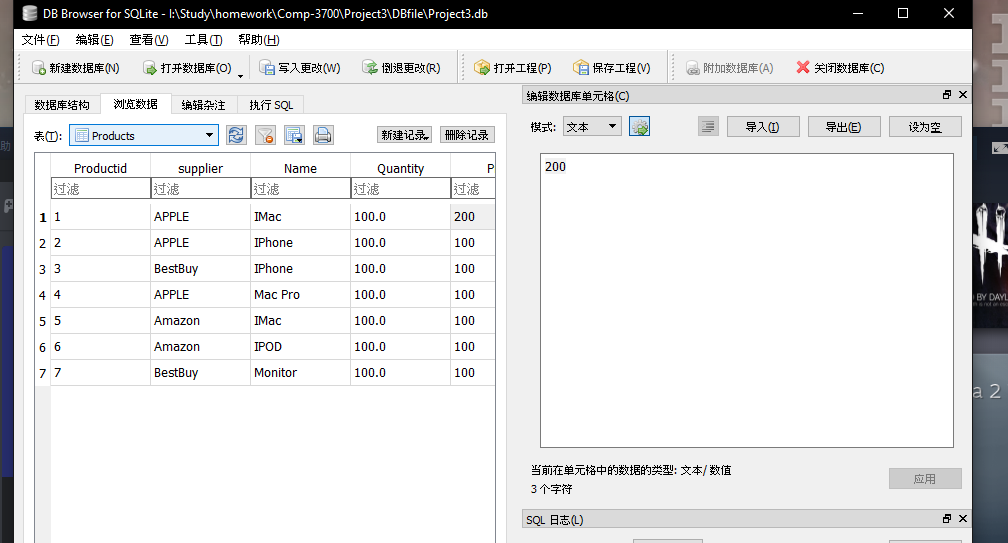 DB Browser for SQLite - I:\Study\homework\Comp-3700\Project3\DBfile\Project3.db
文件(F) 编辑(E) 查看(V) 工具(T) 帮助(H)
新建数据库(N) 打开数据库(O) 写入更改(W) 倒退更改(R) 打开工程(P) 保存工程(V) 附加数据库(A) 关闭数据库(C)
数据库结构 浏览数据 编辑杂注 执行 SQL
表(T): Products 新建记录 删除记录
Productid supplier Name Quantity P
过滤 过滤 过滤 过滤 过滤
1 1 APPLE IMac 100.0 200
2 2 APPLE IPhone 100.0 100
3 3 BestBuy IPhone 100.0 100
4 4 APPLE Mac Pro 100.0 100
5 5 Amazon IMac 100.0 100
6 6 Amazon IPOD 100.0 100
7 7 BestBuy Monitor 100.0 100
编辑数据库单元格(C)
模式: 文本 导入(I) 导出(E) 设为空
200
当前在单元格中的数据的类型: 文本/ 数值
3 个字符
应用
SQL 日志(L)
助
BY DAYL
a 2